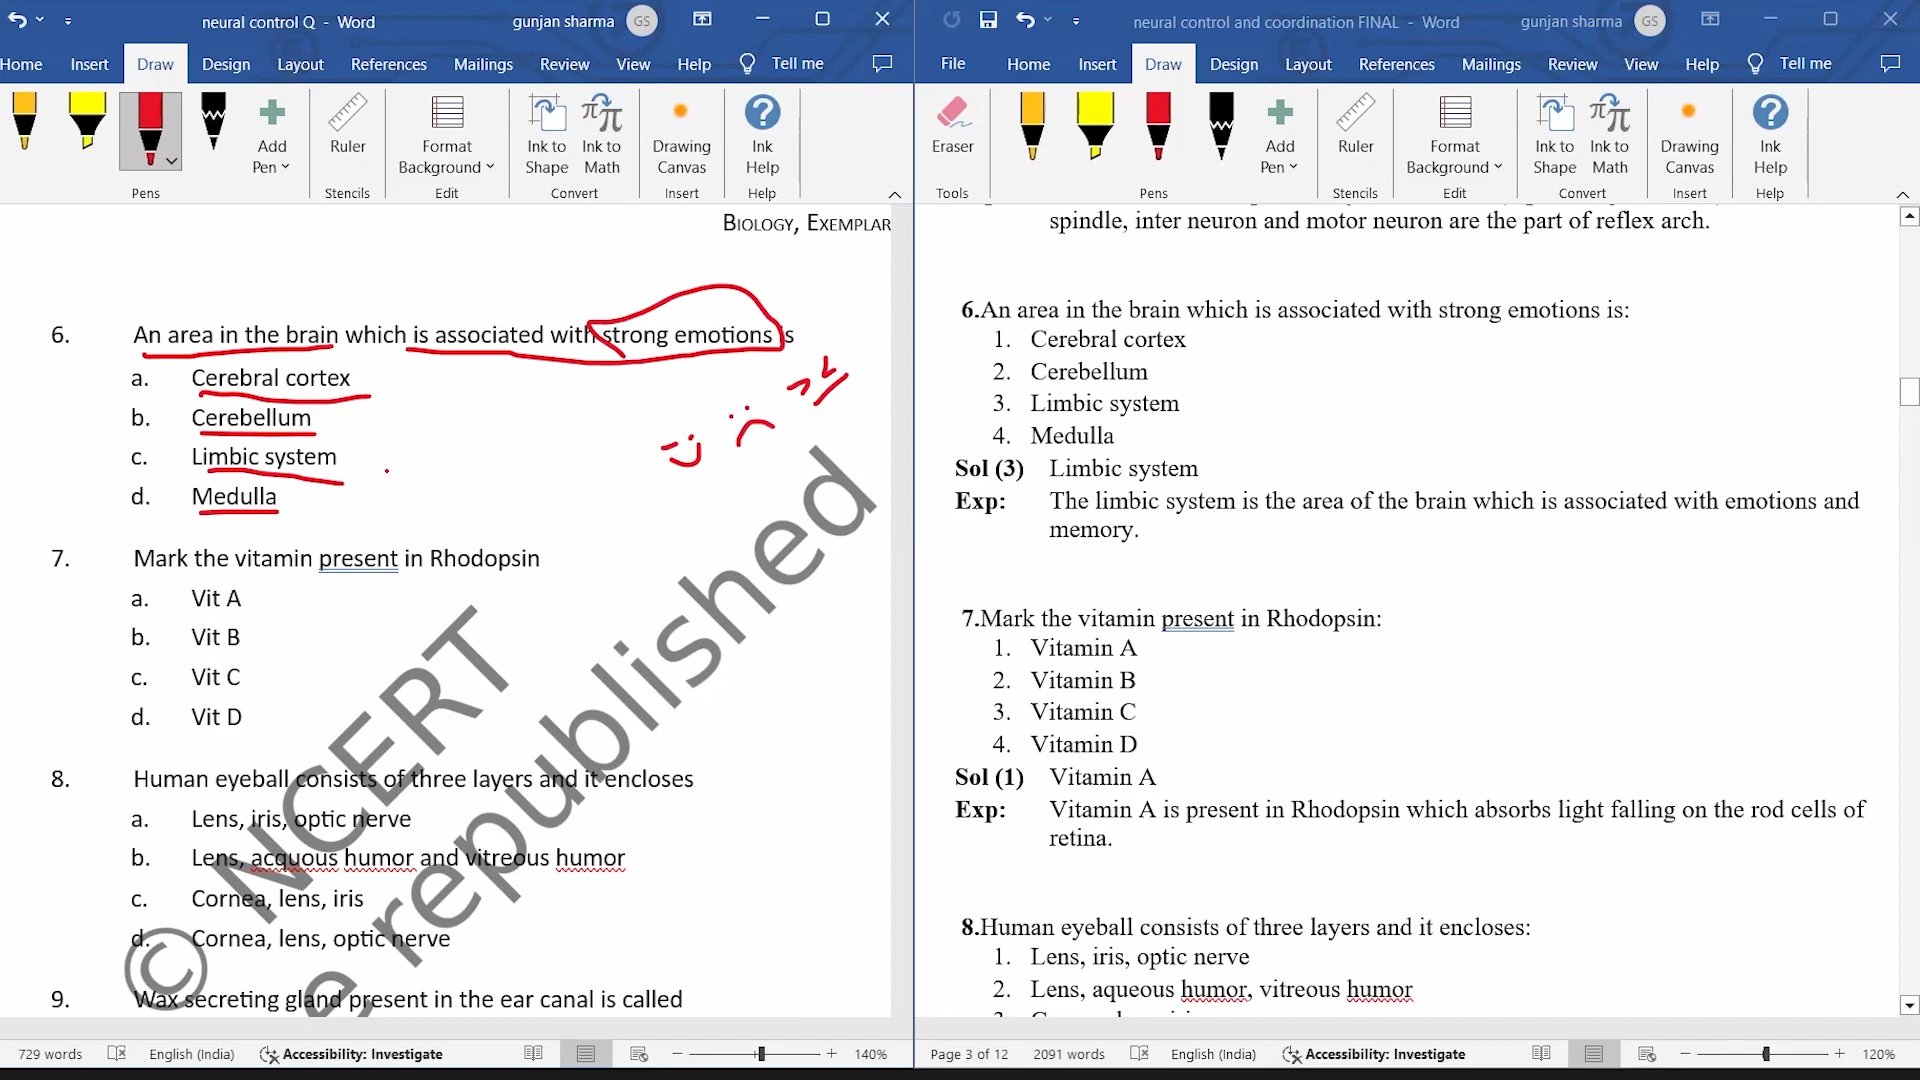 neural control Q - Word
gunjan sharma
GS
Home Insert Draw Design Layout References Mailings Review View Help Tell me
Add Pen
Ruler
Format Background
Ink to Shape
Ink to Math
Drawing Canvas
Ink Help
Pens Stencils Edit Convert Insert Help
BIOLOGY, EXEMPLAR
6. An area in the brain which is associated with strong emotions is
a. Cerebral cortex
b. Cerebellum
c. Limbic system
d. Medulla
7. Mark the vitamin present in Rhodopsin
a. Vit A
b. Vit B
c. Vit C
d. Vit D
8. Human eyeball consists of three layers and it encloses
a. Lens, iris, optic nerve
b. Lens, acquous humor and vitreous humor
c. Cornea, lens, iris
d. Cornea, lens, optic nerve
9. Wax secreting gland present in the ear canal is called
© NCERT
e republished
729 words English (India) Accessibility: Investigate 140%
neural control and coordination FINAL - Word
gunjan sharma
GS
File Home Insert Draw Design Layout References Mailings Review View Help Tell me
Eraser
Add Pen
Ruler
Format Background
Ink to Shape
Ink to Math
Drawing Canvas
Ink Help
Tools Pens Stencils Edit Convert Insert Help
spindle, inter neuron and motor neuron are the part of reflex arch.
6.An area in the brain which is associated with strong emotions is:
1. Cerebral cortex
2. Cerebellum
3. Limbic system
4. Medulla
Sol (3) Limbic system
Exp: The limbic system is the area of the brain which is associated with emotions and
memory.
7.Mark the vitamin present in Rhodopsin:
1. Vitamin A
2. Vitamin B
3. Vitamin C
4. Vitamin D
Sol (1) Vitamin A
Exp: Vitamin A is present in Rhodopsin which absorbs light falling on the rod cells of
retina.
8.Human eyeball consists of three layers and it encloses:
1. Lens, iris, optic nerve
2. Lens, aqueous humor, vitreous humor
Page 3 of 12 2091 words English (India) Accessibility: Investigate 120%